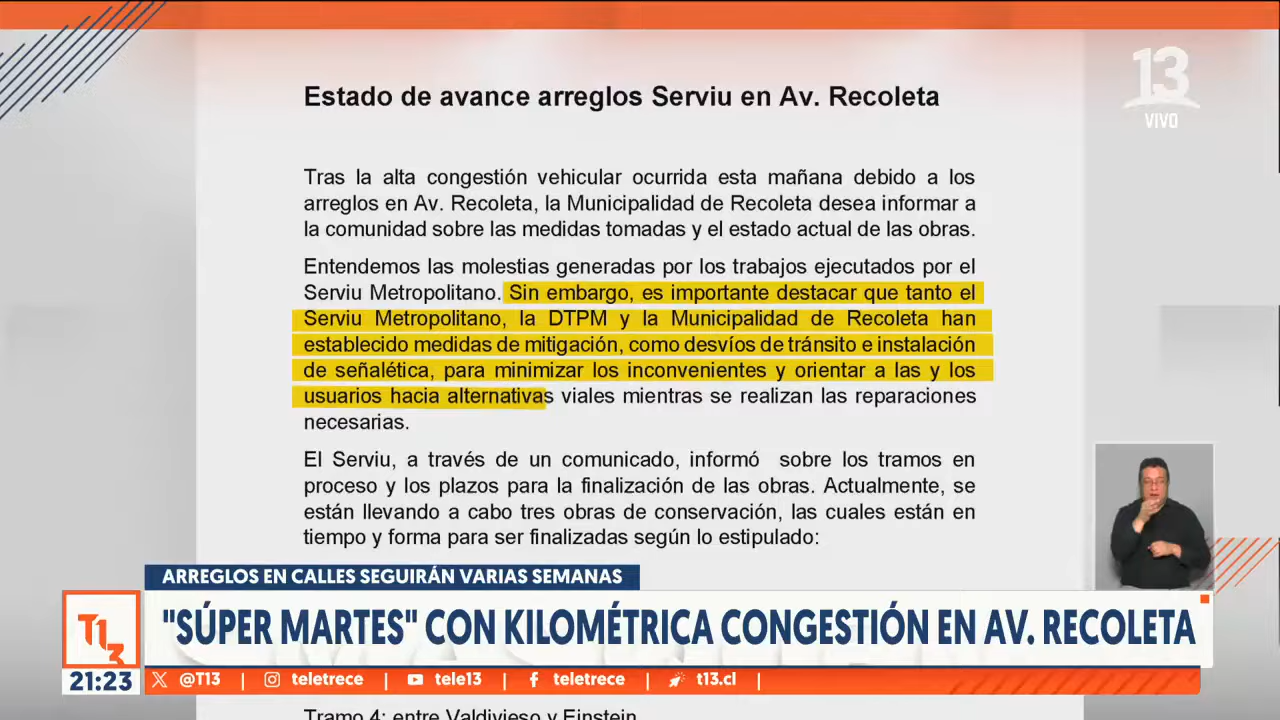 13
VIVO
Estado de avance arreglos Serviu en Av. Recoleta
Tras la alta congestión vehicular ocurrida esta mañana debido a los
arreglos en Av. Recoleta, la Municipalidad de Recoleta desea informar a
la comunidad sobre las medidas tomadas y el estado actual de las obras.
Entendemos las molestias generadas por los trabajos ejecutados por el
Serviu Metropolitano. Sin embargo, es importante destacar que tanto el
Serviu Metropolitano, la DTPM y la Municipalidad de Recoleta han
establecido medidas de mitigación, como desvíos de tránsito e instalación
de señalética, para minimizar los inconvenientes y orientar a las y los
usuarios hacia alternativas viales mientras se realizan las reparaciones
necesarias.
El Serviu, a través de un comunicado, informó sobre los tramos en
proceso y los plazos para la finalización de las obras. Actualmente, se
están llevando a cabo tres obras de conservación, las cuales están en
tiempo y forma para ser finalizadas según lo estipulado:
ARREGLOS EN CALLES SEGUIRÁN VARIAS SEMANAS
"SÚPER MARTES" CON KILOMÉTRICA CONGESTIÓN EN AV. RECOLETA
T13
21:23
@T13 | teletrece | tele13 | teletrece | t13.cl |
Tramo 4: entre Valdivieso y Einstein